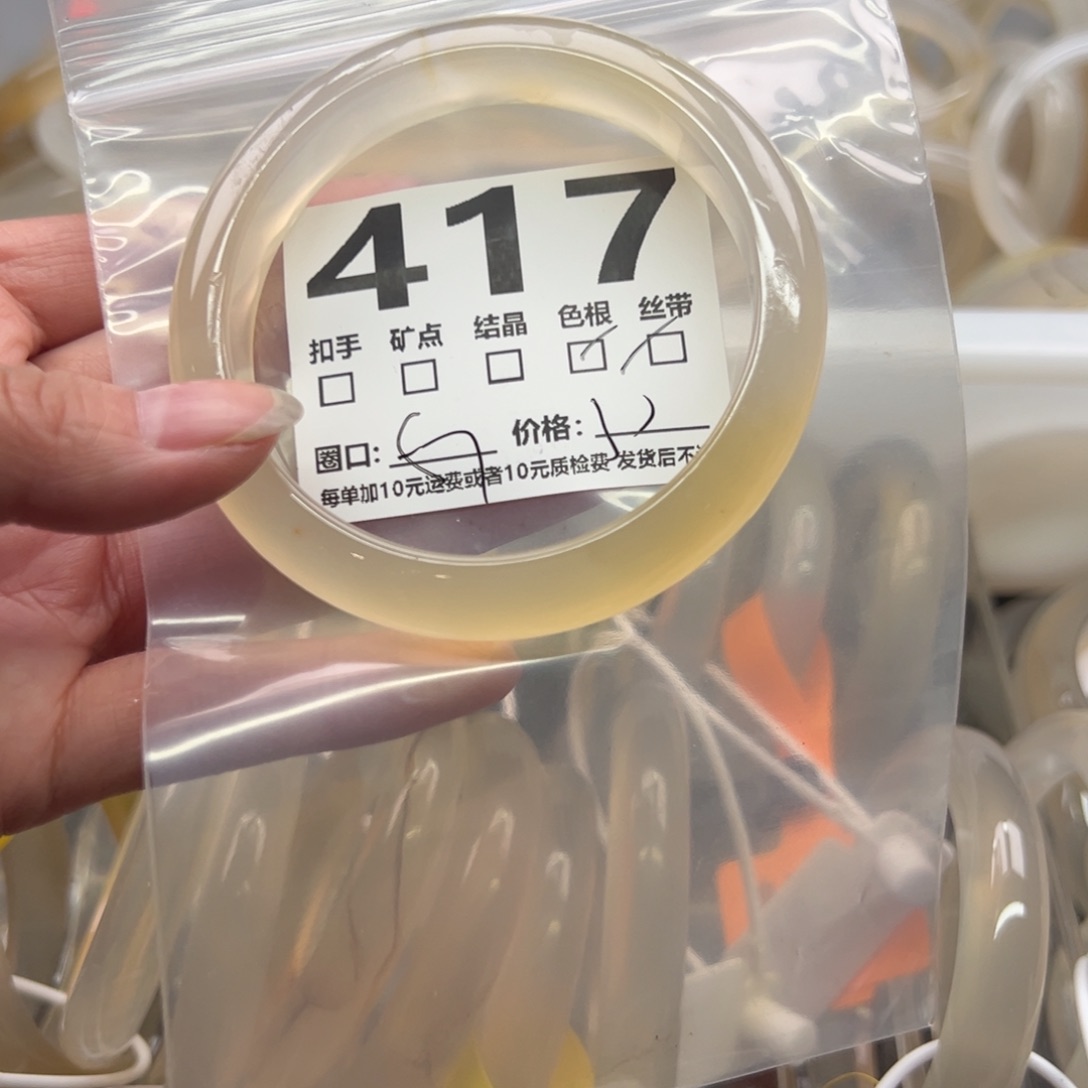 417
扣手 矿点 结晶 色根 丝带
圈口: 价格:
每单加10元运费或者10元质检费 发货后不